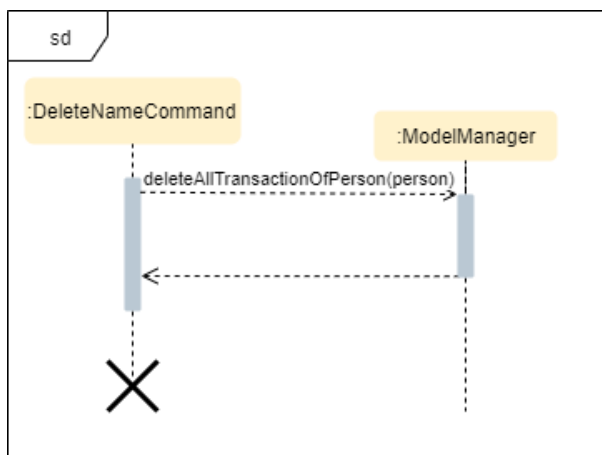 sd
:DeleteNameCommand
:ModelManager
deleteAllTransactionOfPerson(person)